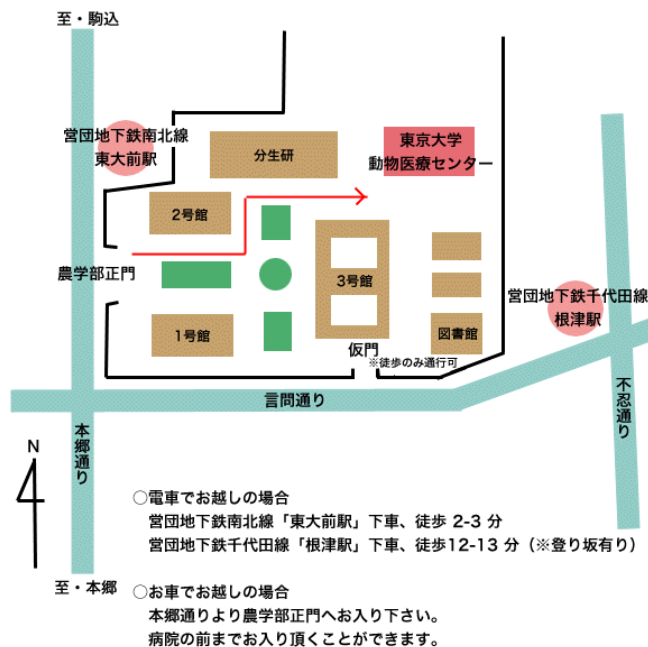 至・駒込
営団地下鉄南北線
東大前駅
分生研
東京大学
動物医療センター
2号館
農学部正門
3号館
営団地下鉄千代田線
根津駅
1号館
図書館
仮門
※徒歩のみ通行可
言問通り
不忍通り
本郷通り
N
○電車でお越しの場合
営団地下鉄南北線「東大前駅」下車、徒歩 2-3 分
営団地下鉄千代田線「根津駅」下車、徒歩12-13 分（※登り坂有り）
至・本郷
○お車でお越しの場合
本郷通りより農学部正門へお入り下さい。
病院の前までお入り頂くことができます。